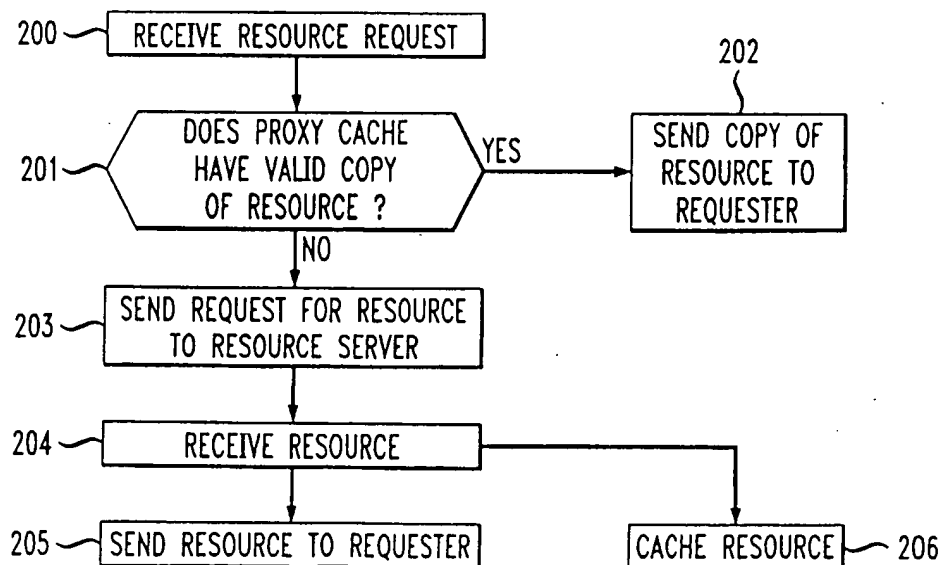 200
RECEIVE RESOURCE REQUEST
202
201
DOES PROXY CACHE
HAVE VALID COPY
OF RESOURCE ?
YES
SEND COPY OF
RESOURCE TO
REQUESTER
NO
203
SEND REQUEST FOR RESOURCE
TO RESOURCE SERVER
204
RECEIVE RESOURCE
205
SEND RESOURCE TO REQUESTER
CACHE RESOURCE
206